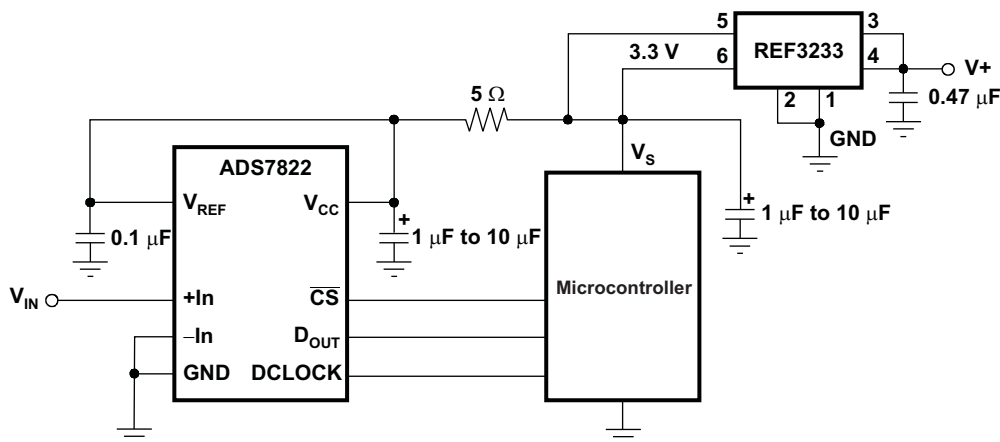 5
3
3.3 V
REF3233
6
4
V+
5 Ω
2
1
0.47 μF
GND
ADS7822
V_S
V_REF
V_CC
0.1 μF
+
1 μF to 10 μF
+
1 μF to 10 μF
Microcontroller
V_IN
+In
C̅S̅
–In
D_OUT
GND
DCLOCK